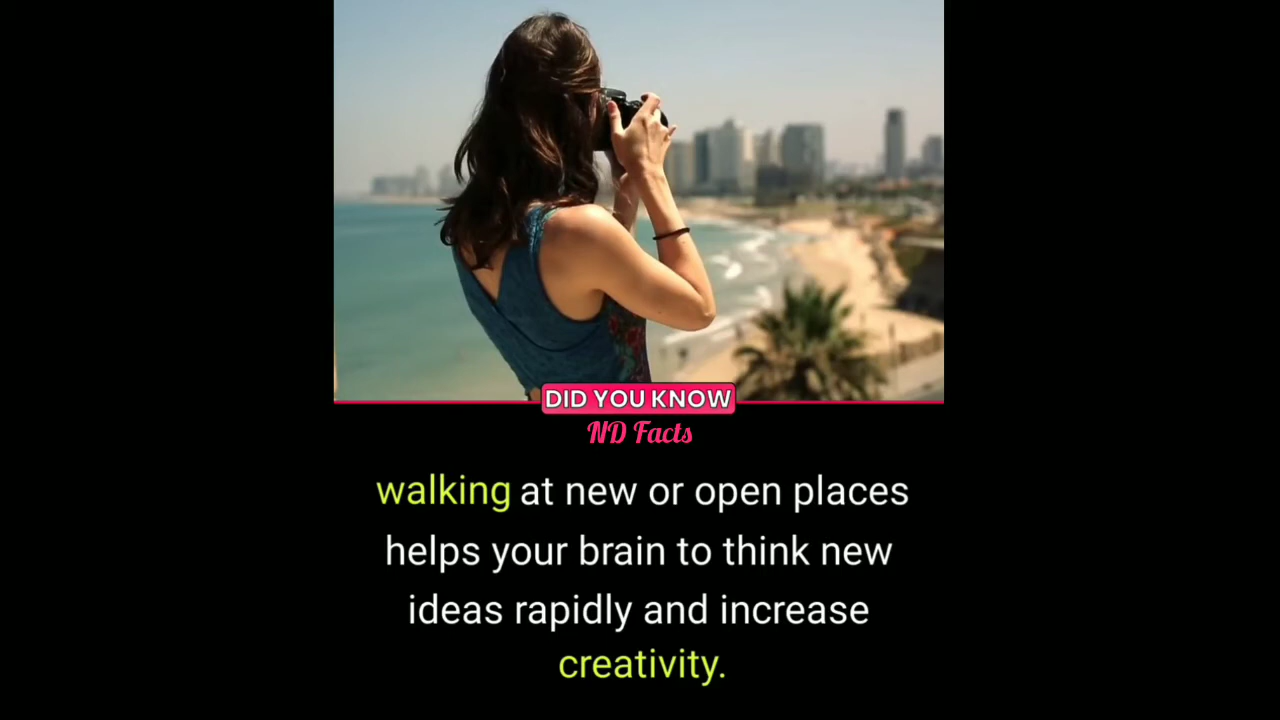 DID YOU KNOW
ND Facts
walking at new or open places
helps your brain to think new
ideas rapidly and increase
creativity.